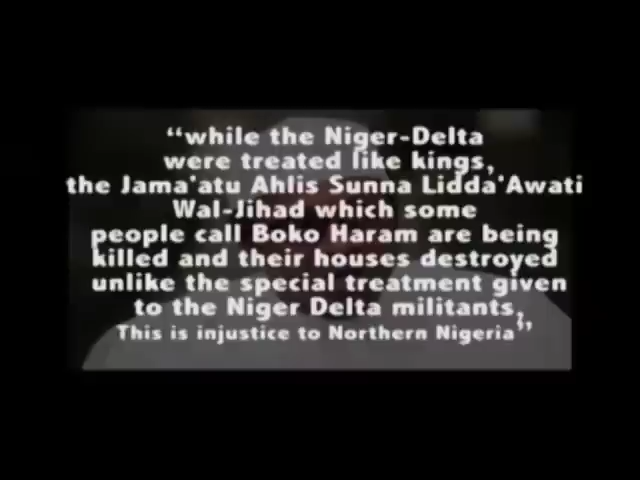 “while the Niger-Delta
were treated like kings,
the Jama'atu Ahlis Sunna Lidda'Awati
Wal-Jihad which some
people call Boko Haram are being
killed and their houses destroyed
unlike the special treatment given
to the Niger Delta militants,
This is injustice to Northern Nigeria”